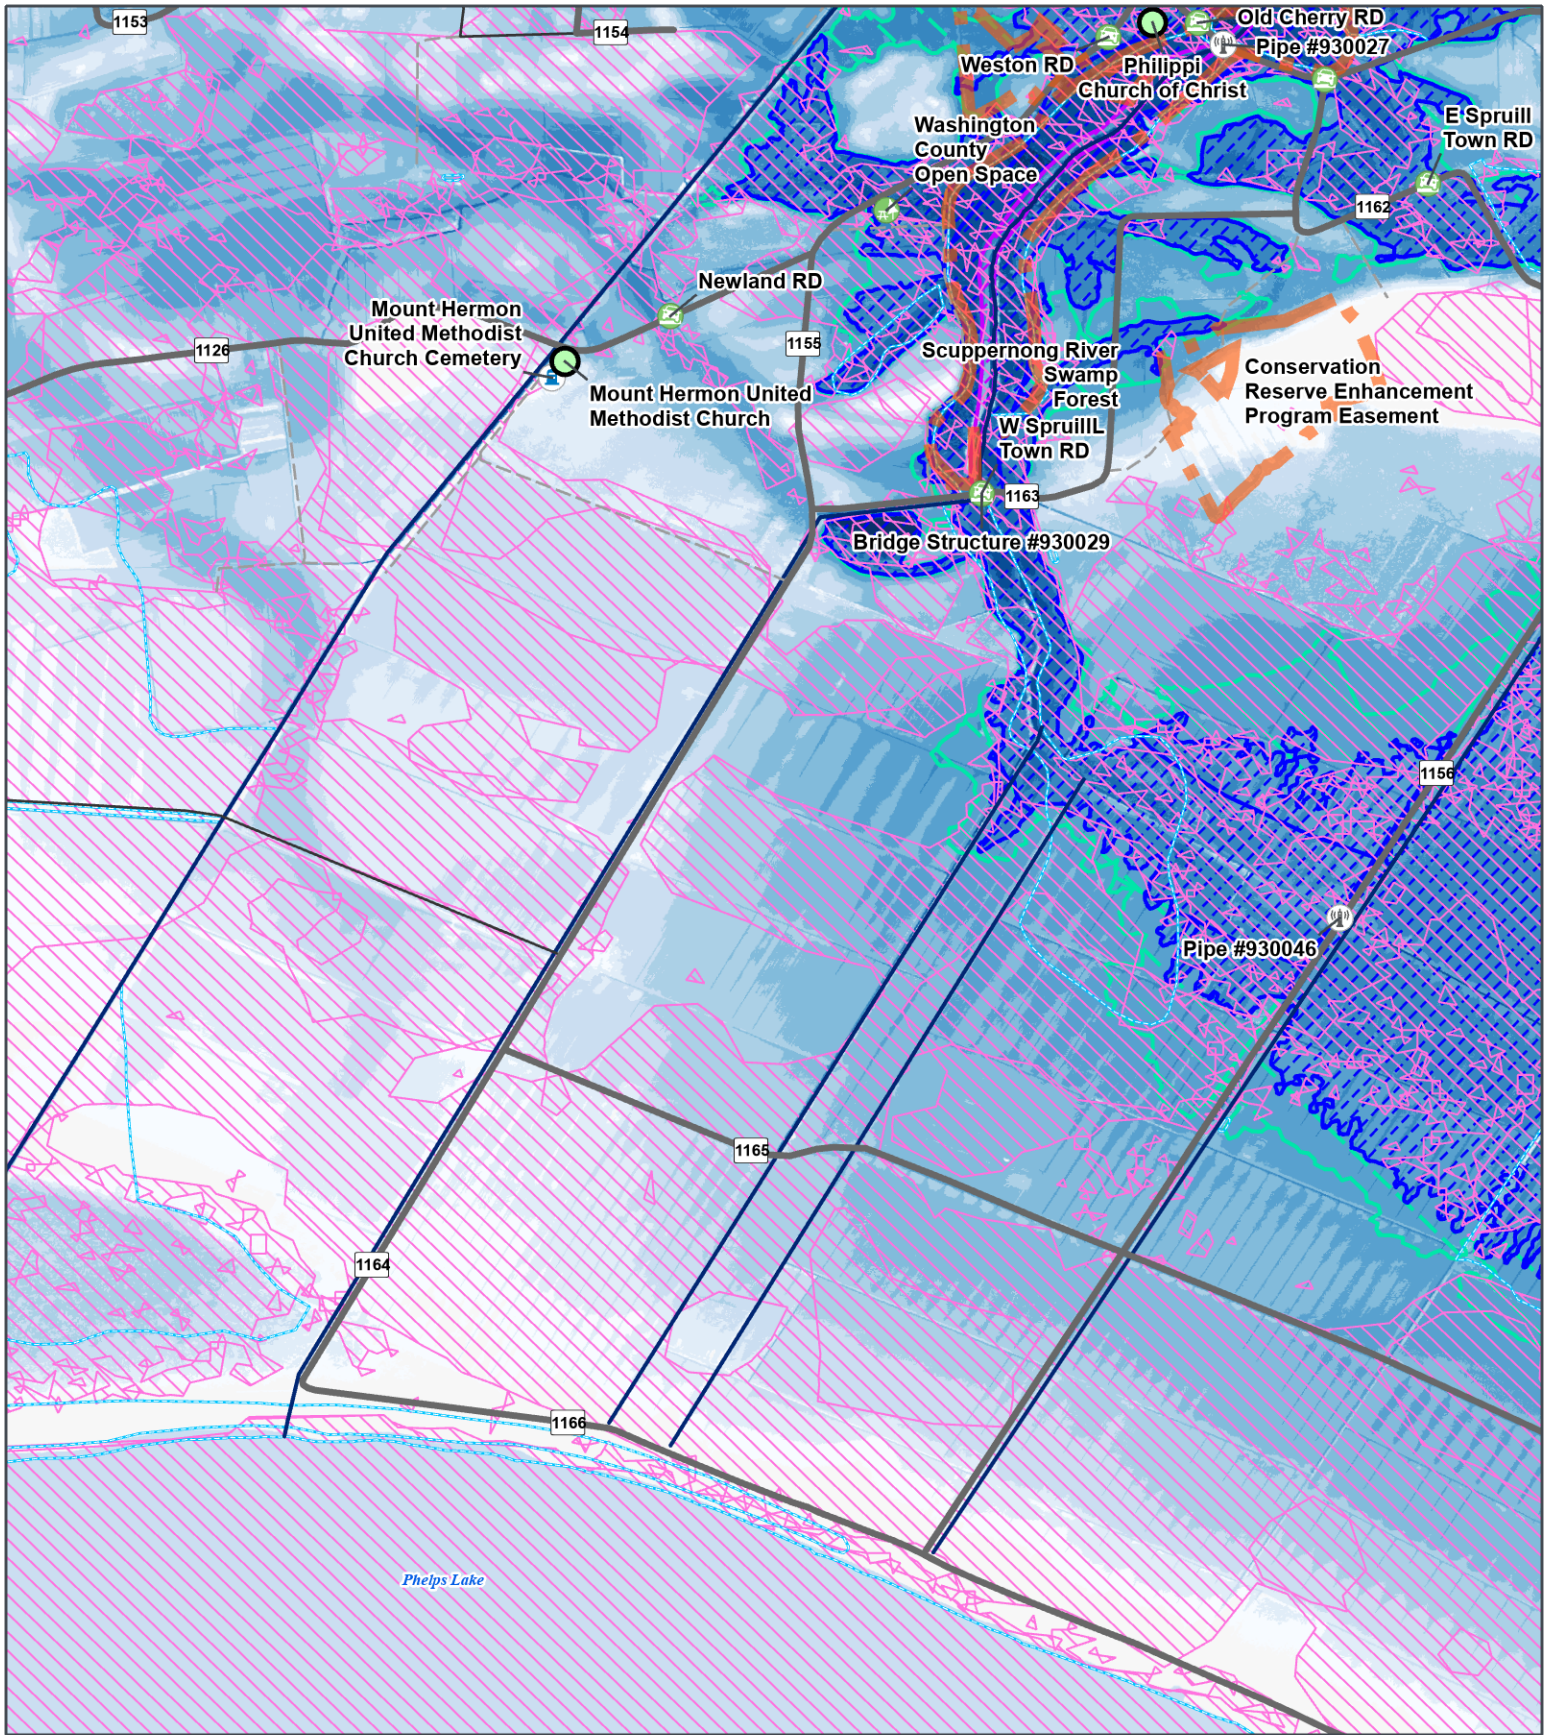 1153
1154
Old Cherry RD
Pipe #930027
Weston RD
Philippi
Church of Christ
Washington
County
Open Space
E Spruill
Town RD
1162
Newland RD
Mount Hermon
United Methodist
Church Cemetery
1126
1155
Mount Hermon United
Methodist Church
Scuppernong River
Swamp
Forest
Conservation
Reserve Enhancement
Program Easement
W SpruillL
Town RD
1163
Bridge Structure #930029
1156
Pipe #930046
1165
1164
1166
Phelps Lake